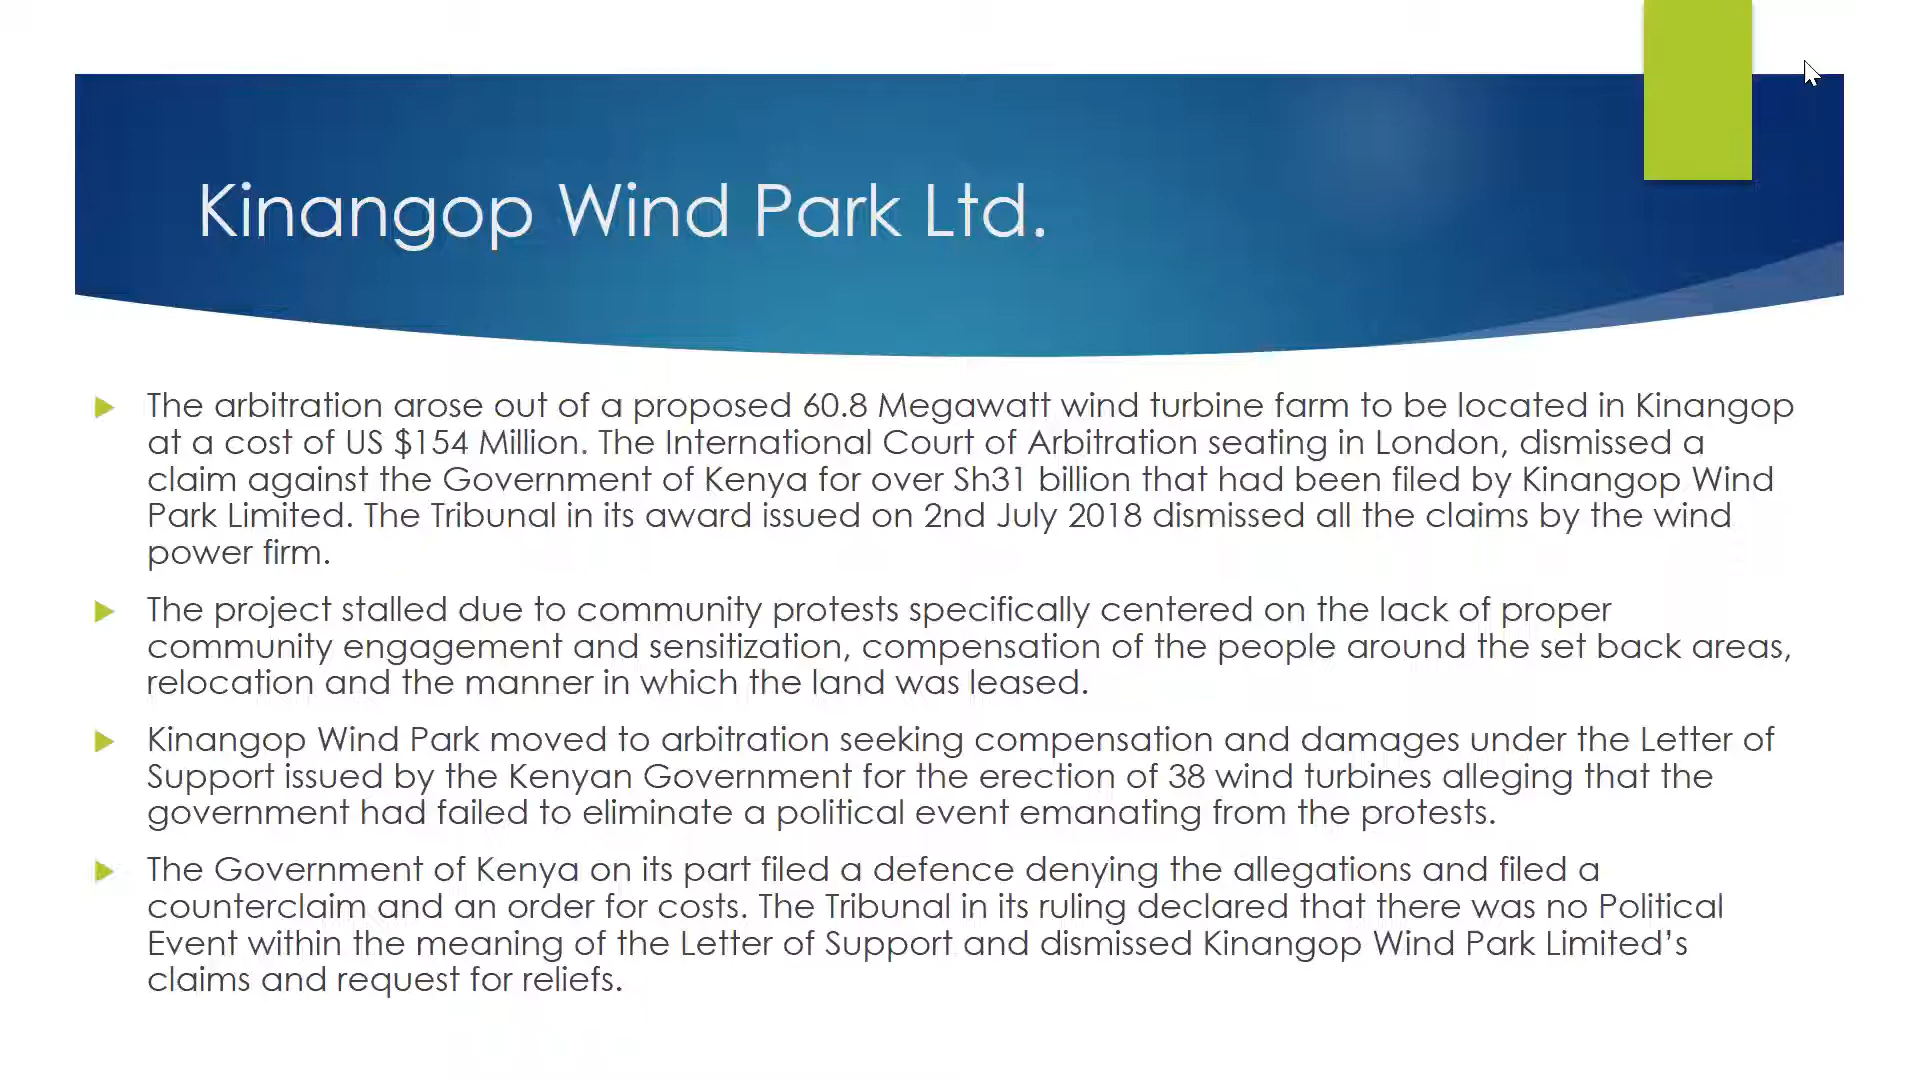 Kinangop Wind Park Ltd.
The arbitration arose out of a proposed 60.8 Megawatt wind turbine farm to be located in Kinangop
at a cost of US $154 Million. The International Court of Arbitration seating in London, dismissed a
claim against the Government of Kenya for over Sh31 billion that had been filed by Kinangop Wind
Park Limited. The Tribunal in its award issued on 2nd July 2018 dismissed all the claims by the wind
power firm.
The project stalled due to community protests specifically centered on the lack of proper
community engagement and sensitization, compensation of the people around the set back areas,
relocation and the manner in which the land was leased.
Kinangop Wind Park moved to arbitration seeking compensation and damages under the Letter of
Support issued by the Kenyan Government for the erection of 38 wind turbines alleging that the
government had failed to eliminate a political event emanating from the protests.
The Government of Kenya on its part filed a defence denying the allegations and filed a
counterclaim and an order for costs. The Tribunal in its ruling declared that there was no Political
Event within the meaning of the Letter of Support and dismissed Kinangop Wind Park Limited’s
claims and request for reliefs.